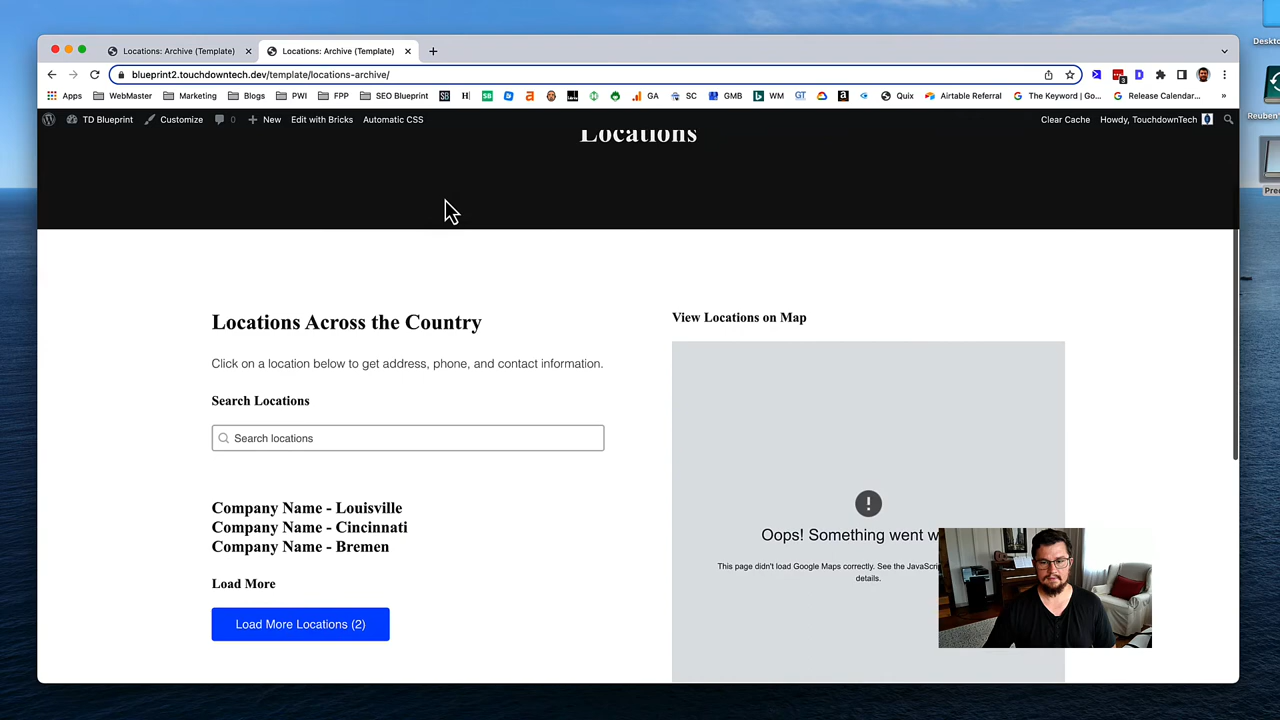 Desktop
Locations: Archive (Template)
Locations: Archive (Template)
blueprint2.touchdowntech.dev/template/locations-archive/
Apps WebMaster Marketing Blogs PWI FPP SEO Blueprint GA SC GMB WM Quix Airtable Referral The Keyword | Go... Release Calendar... »
Reuben'
TD Blueprint Customize 0 New Edit with Bricks Automatic CSS Clear Cache Howdy, TouchdownTech
Locations
Locations Across the Country
View Locations on Map
Click on a location below to get address, phone, and contact information.
Search Locations
Search locations
Company Name - Louisville
Company Name - Cincinnati
Company Name - Bremen
Oops! Something went w
This page didn't load Google Maps correctly. See the JavaScri
details.
Load More
Load More Locations (2)